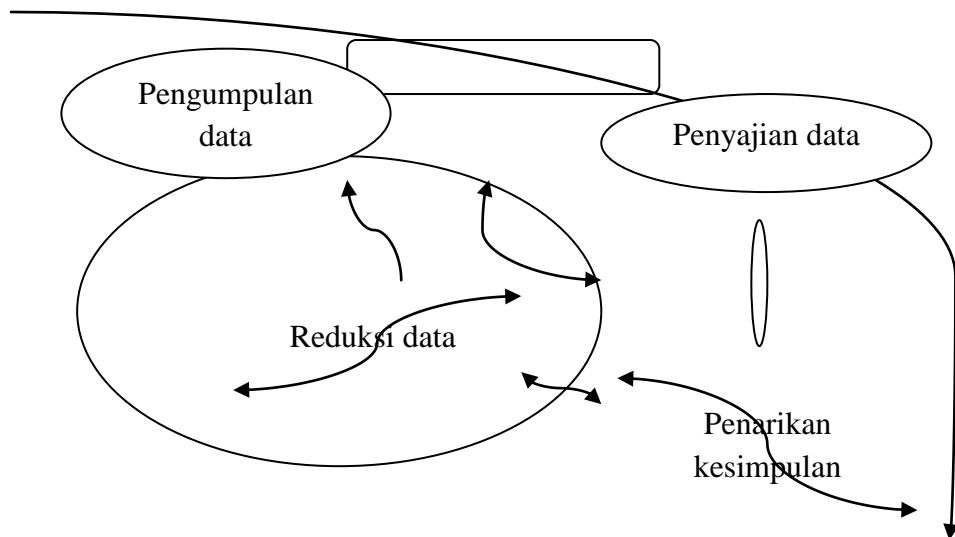 Pengumpulan
data
Penyajian data
Reduksi data
Penarikan
kesimpulan